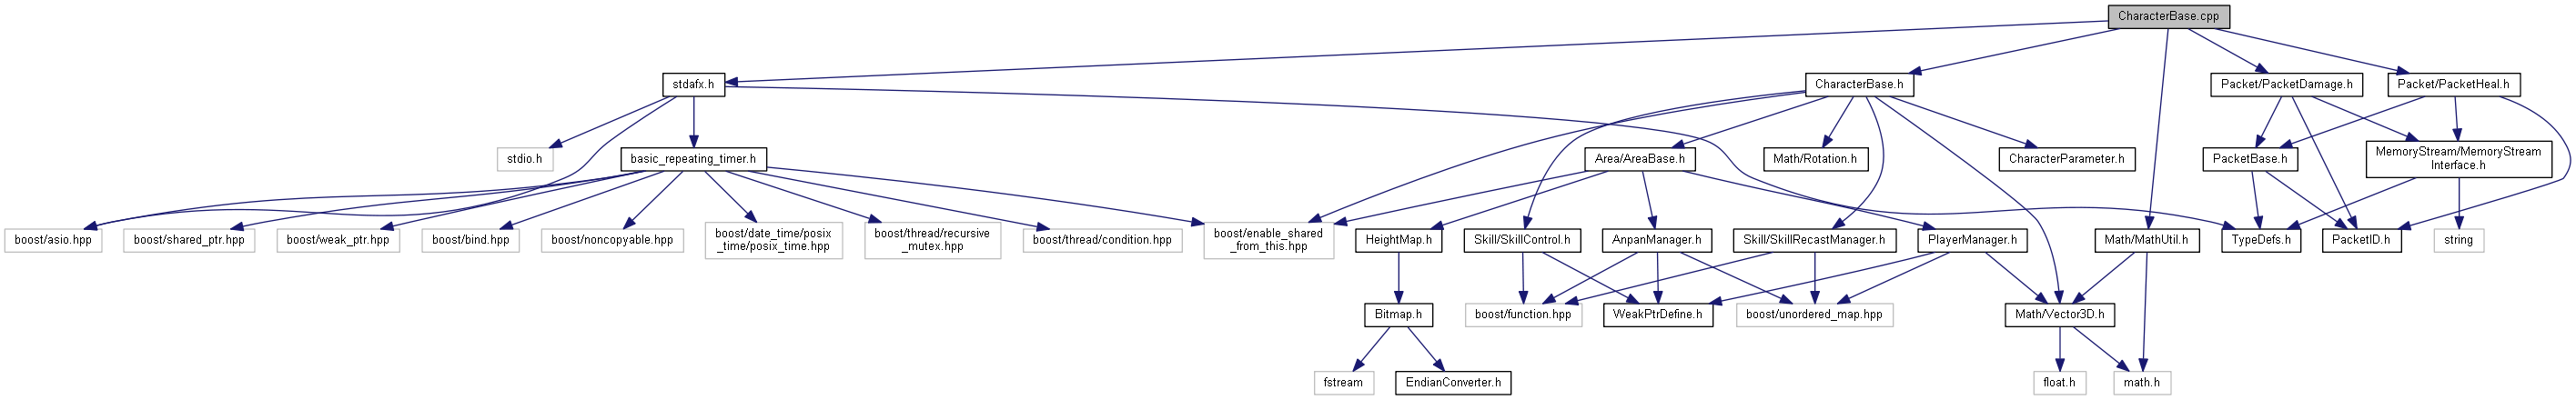 CharacterBase.cpp
stdafx.h
CharacterBase.h
Packet/PacketDamage.h
Packet/PacketHeal.h
stdio.h
basic_repeating_timer.h
Area/AreaBase.h
Math/Rotation.h
CharacterParameter.h
PacketBase.h
MemoryStream/MemoryStream
Interface.h
boost/asio.hpp
boost/shared_ptr.hpp
boost/weak_ptr.hpp
boost/bind.hpp
boost/noncopyable.hpp
boost/date_time/posix
_time/posix_time.hpp
boost/thread/recursive
_mutex.hpp
boost/thread/condition.hpp
boost/enable_shared
_from_this.hpp
HeightMap.h
Skill/SkillControl.h
AnpanManager.h
Skill/SkillRecastManager.h
PlayerManager.h
Math/MathUtil.h
TypeDefs.h
PacketID.h
string
Bitmap.h
boost/function.hpp
WeakPtrDefine.h
boost/unordered_map.hpp
Math/Vector3D.h
fstream
EndianConverter.h
float.h
math.h